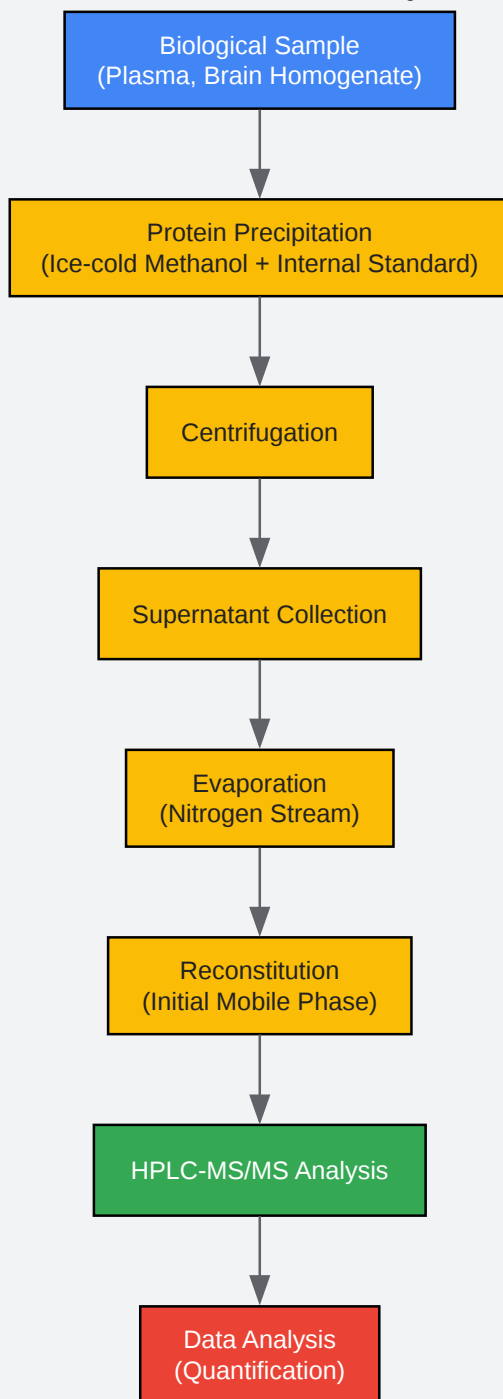 Biological Sample
(Plasma, Brain Homogenate)
Protein Precipitation
(Ice-cold Methanol + Internal Standard)
Centrifugation
Supernatant Collection
Evaporation
(Nitrogen Stream)
Reconstitution
(Initial Mobile Phase)
HPLC-MS/MS Analysis
Data Analysis
(Quantification)